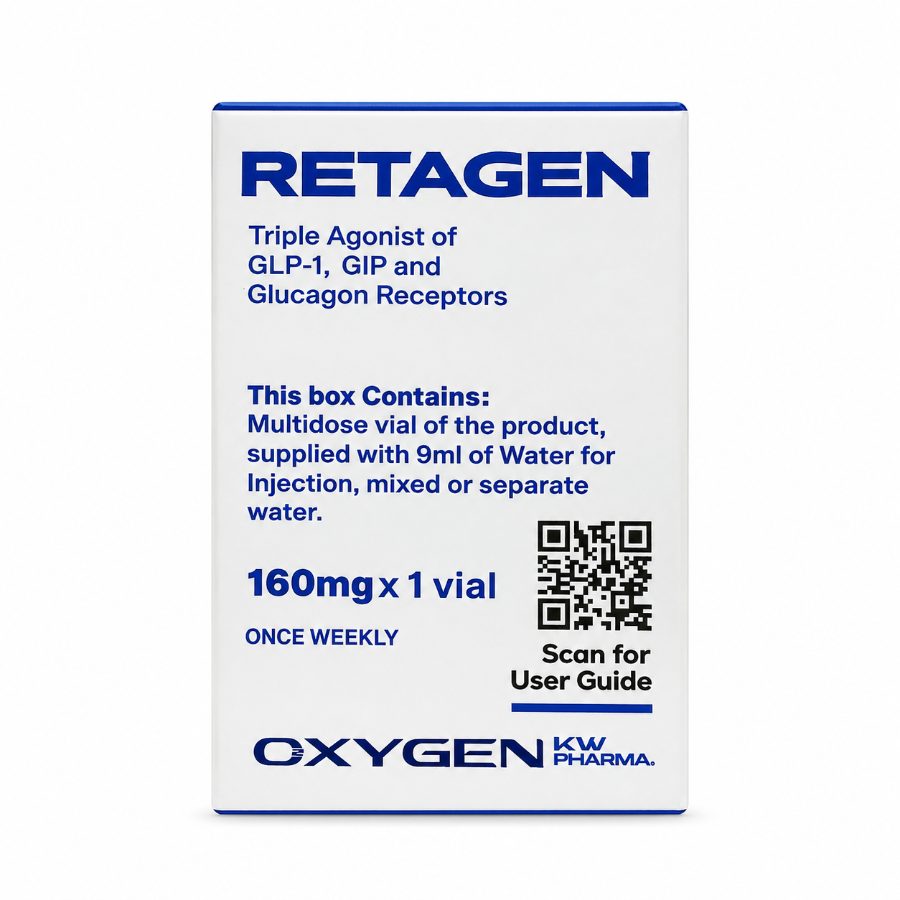 RETAGEN
Triple Agonist of
GLP-1, GIP and
Glucagon Receptors
This box Contains:
Multidose vial of the product,
supplied with 9ml of Water for
Injection, mixed or separate
water.
160mg x 1 vial
ONCE WEEKLY
Scan for
User Guide
OXYGEN KW PHARMA.